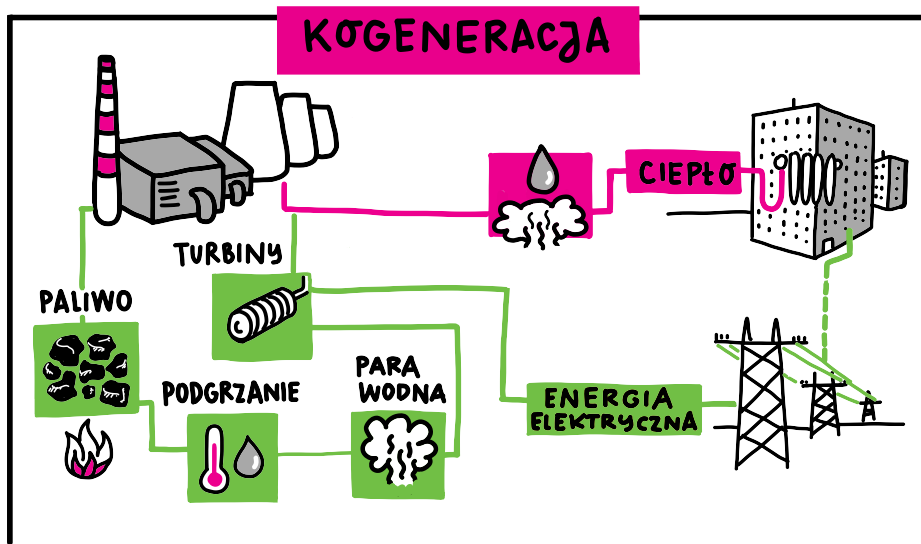 KOGENERACJA
CIEPŁO
TURBINY
PALIWO
PODGRZANIE
PARA
WODNA
ENERGIA
ELEKTRYCZNA